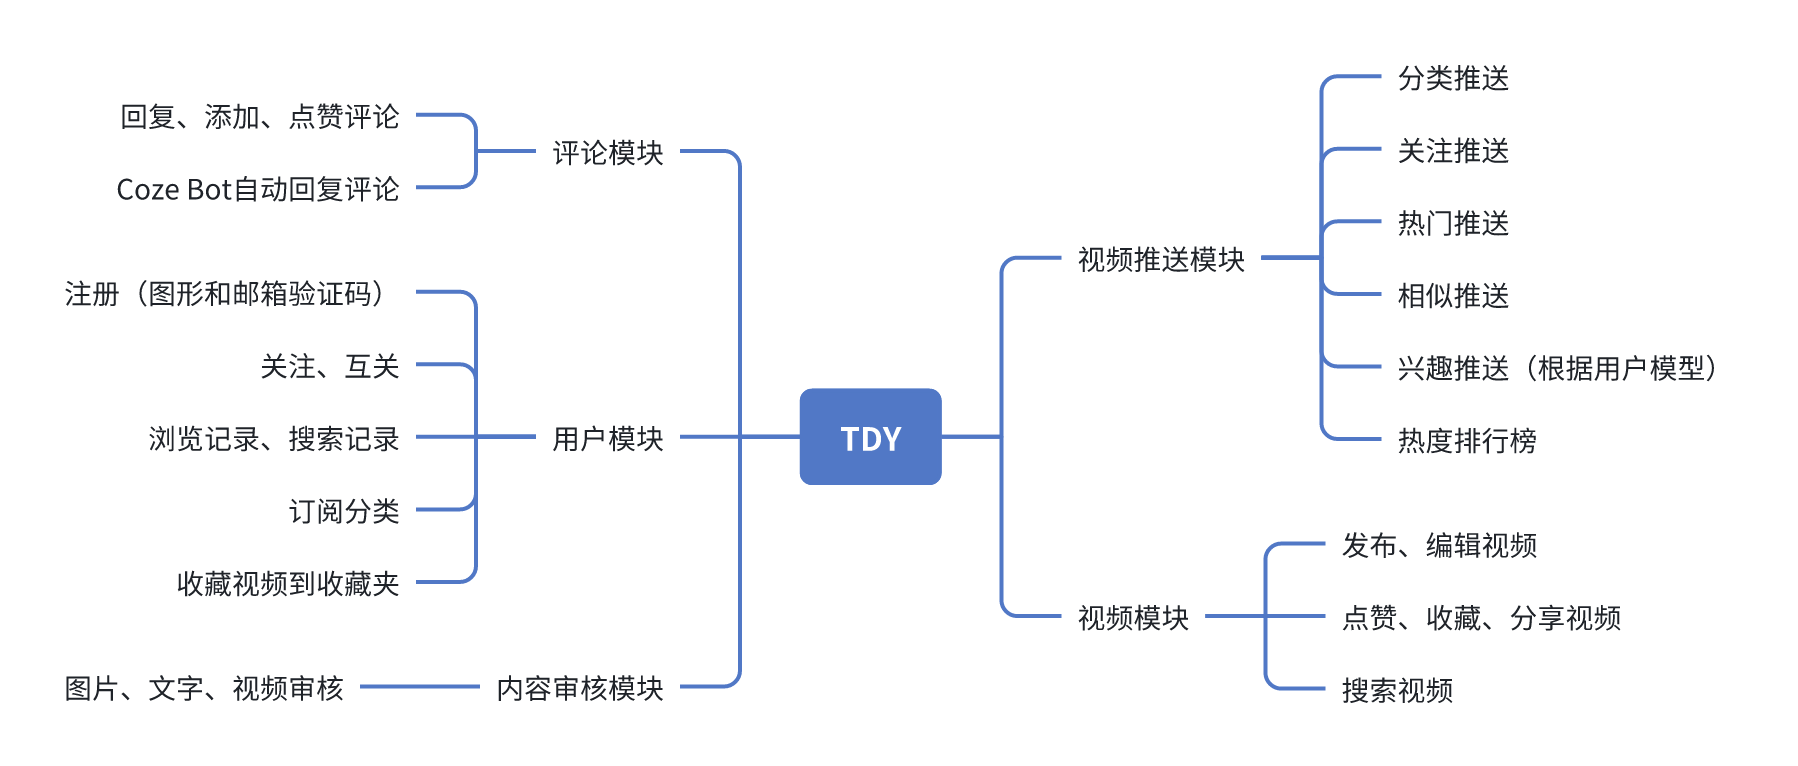 TDY
视频推送模块
分类推送
关注推送
热门推送
相似推送
兴趣推送（根据用户模型）
热度排行榜
视频模块
发布、编辑视频
点赞、收藏、分享视频
搜索视频
评论模块
回复、添加、点赞评论
Coze Bot自动回复评论
用户模块
注册（图形和邮箱验证码）
关注、互关
浏览记录、搜索记录
订阅分类
收藏视频到收藏夹
内容审核模块
图片、文字、视频审核